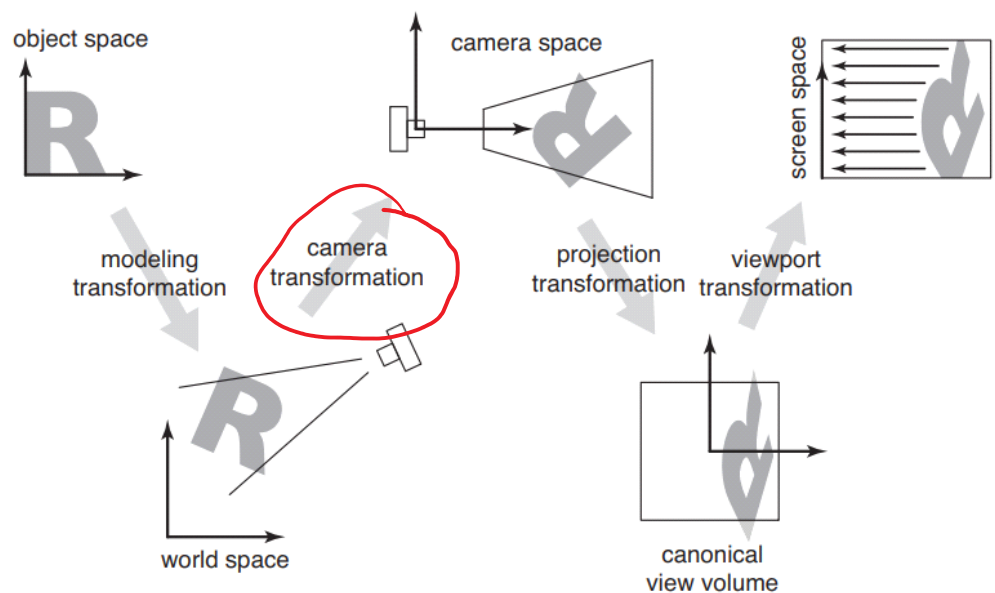 object space
camera space
screen space
modeling
transformation
camera
transformation
projection
transformation
viewport
transformation
R
R
R
R
R
world space
canonical
view volume